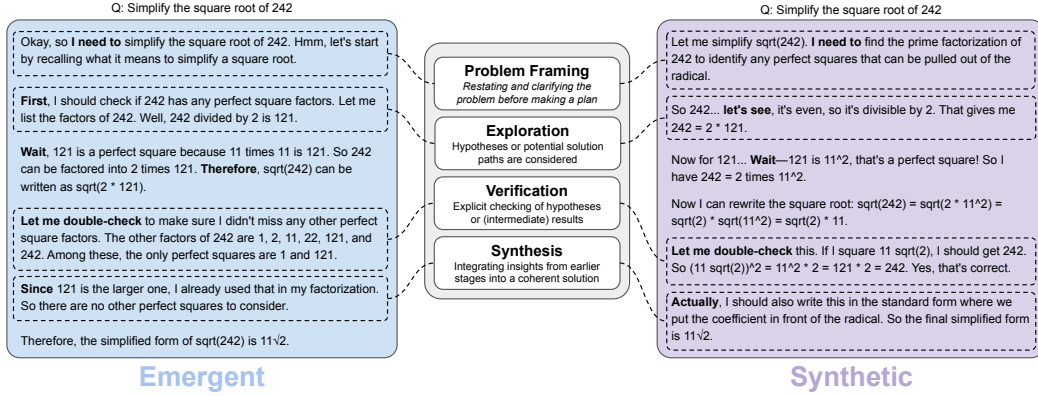 Q: Simplify the square root of 242
Okay, so I need to simplify the square root of 242. Hmm, let's start
by recalling what it means to simplify a square root.
First, I should check if 242 has any perfect square factors. Let me
list the factors of 242. Well, 242 divided by 2 is 121.
Wait, 121 is a perfect square because 11 times 11 is 121. So 242
can be factored into 2 times 121. Therefore, sqrt(242) can be
written as sqrt(2 * 121).
Let me double-check to make sure I didn't miss any other perfect
square factors. The other factors of 242 are 1, 2, 11, 22, 121, and
242. Among these, the only perfect squares are 1 and 121.
Since 121 is the larger one, I already used that in my factorization.
So there are no other perfect squares to consider.
Therefore, the simplified form of sqrt(242) is 11√2.
Emergent
Problem Framing
Restating and clarifying the
problem before making a plan
Exploration
Hypotheses or potential solution
paths are considered
Verification
Explicit checking of hypotheses
or (intermediate) results
Synthesis
Integrating insights from earlier
stages into a coherent solution
Q: Simplify the square root of 242
Let me simplify sqrt(242). I need to find the prime factorization of
242 to identify any perfect squares that can be pulled out of the
radical.
So 242... let's see, it's even, so it's divisible by 2. That gives me
242 = 2 * 121.
Now for 121... Wait—121 is 11^2, that's a perfect square! So I
have 242 = 2 times 11^2.
Now I can rewrite the square root: sqrt(242) = sqrt(2 * 11^2) =
sqrt(2) * sqrt(11^2) = sqrt(2) * 11.
Let me double-check this. If I square 11 sqrt(2), I should get 242.
So (11 sqrt(2))^2 = 11^2 * 2 = 121 * 2 = 242. Yes, that's correct.
Actually, I should also write this in the standard form where we
put the coefficient in front of the radical. So the final simplified form
is 11√2.
Synthetic